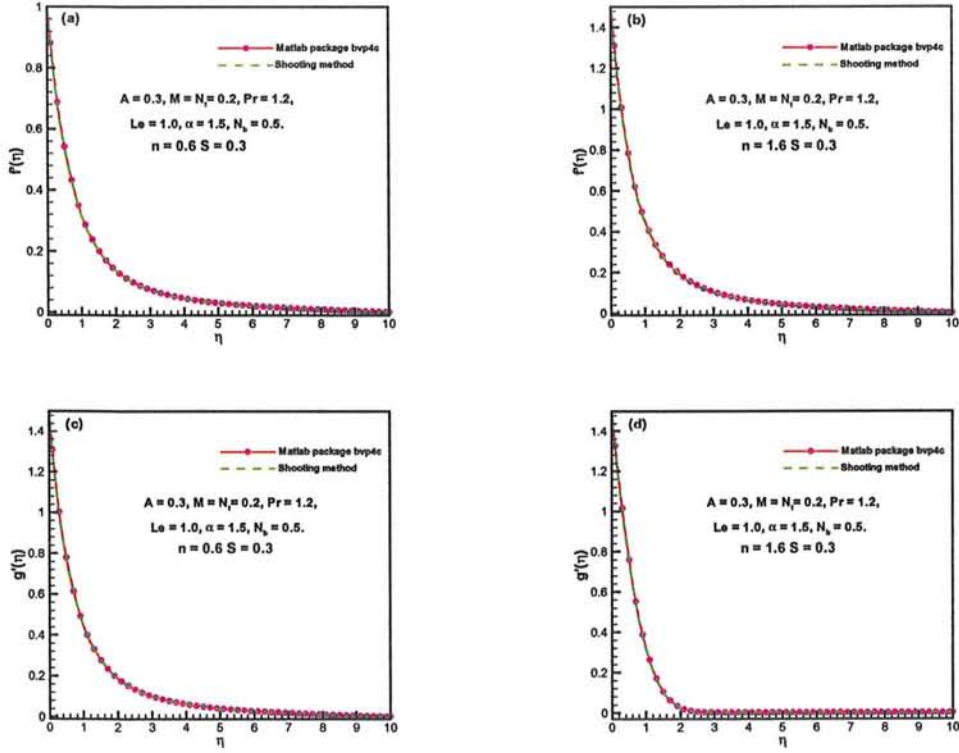 (a)
Matlab package bvp4c
Shooting method
A = 0.3, M = Nt = 0.2, Pr = 1.2,
Le = 1.0, α = 1.5, Nb = 0.5.
n = 0.6 S = 0.3
f'(η)
1
0.8
0.6
0.4
0.2
0
0 1 2 3 4 5 6 7 8 9 10
η
(b)
Matlab package bvp4c
Shooting method
A = 0.3, M = Nt = 0.2, Pr = 1.2,
Le = 1.0, α = 1.5, Nb = 0.5.
n = 1.6 S = 0.3
f'(η)
1.4
1.2
1
0.8
0.6
0.4
0.2
0
0 1 2 3 4 5 6 7 8 9 10
η
(c)
Matlab package bvp4c
Shooting method
A = 0.3, M = Nt = 0.2, Pr = 1.2,
Le = 1.0, α = 1.5, Nb = 0.5.
n = 0.6 S = 0.3
g'(η)
1.4
1.2
1
0.8
0.6
0.4
0.2
0
0 1 2 3 4 5 6 7 8 9 10
η
(d)
Matlab package bvp4c
Shooting method
A = 0.3, M = Nt = 0.2, Pr = 1.2,
Le = 1.0, α = 1.5, Nb = 0.5.
n = 1.6 S = 0.3
g'(η)
1.4
1.2
1
0.8
0.6
0.4
0.2
0
0 1 2 3 4 5 6 7 8 9 10
η